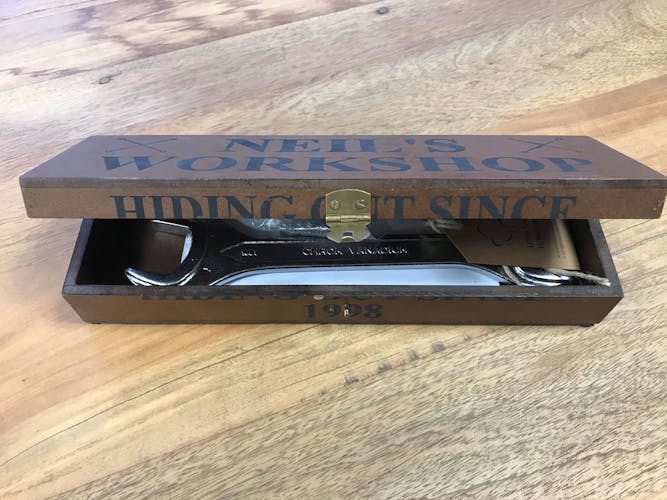 NEIL'S
WORKSHOP
HIDING OUT SINCE
CHROM VANADIUM
1998